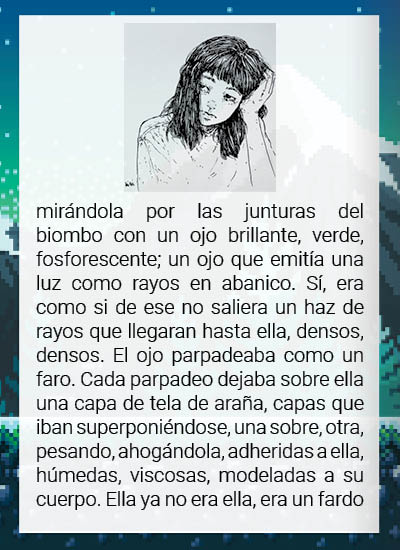 mirándola por las junturas del
biombo con un ojo brillante, verde,
fosforescente; un ojo que emitía una
luz como rayos en abanico. Sí, era
como si de ese no saliera un haz de
rayos que llegaran hasta ella, densos,
densos. El ojo parpadeaba como un
faro. Cada parpadeo dejaba sobre ella
una capa de tela de araña, capas que
iban superponiéndose, una sobre, otra,
pesando, ahogándola, adheridas a ella,
húmedas, viscosas, modeladas a su
cuerpo. Ella ya no era ella, era un fardo